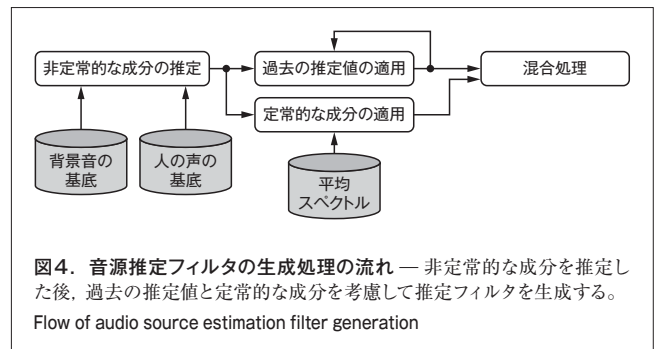 非定常的な成分の推定
過去の推定値の適用
混合処理
定常的な成分の適用
背景音の
基底
人の声の
基底
平均
スペクトル
図4. 音源推定フィルタの生成処理の流れ — 非定常的な成分を推定し
た後,過去の推定値と定常的な成分を考慮して推定フィルタを生成する。
Flow of audio source estimation filter generation